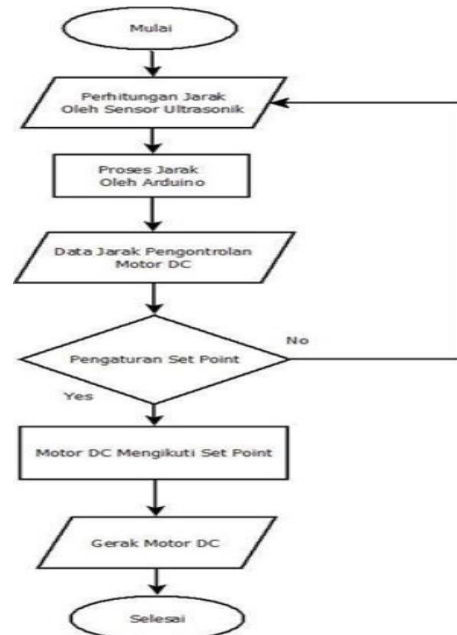 Mulai
Perhitungan Jarak
Oleh Sensor Ultrasonik
Proses Jarak
Oleh Arduino
Data Jarak Pengontrolan
Motor DC
Pengaturan Set Point
No
Yes
Motor DC Mengikuti Set Point
Gerak Motor DC
Selesai